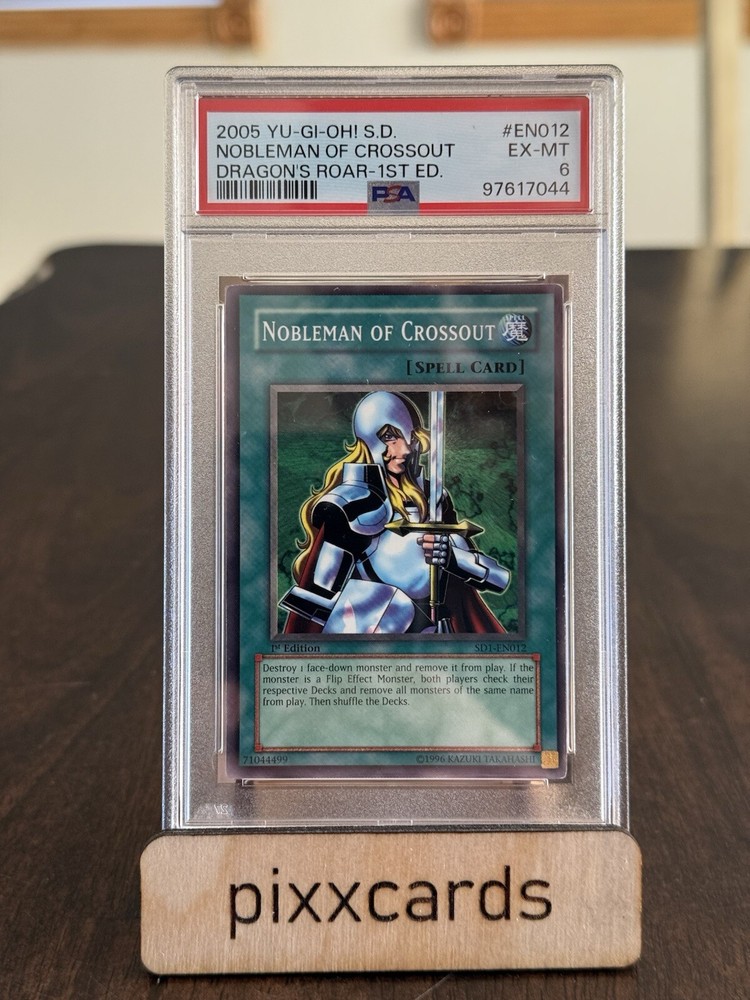 2005 YU-GI-OH! S.D. #EN012
NOBLEMAN OF CROSSOUT EX-MT
DRAGON'S ROAR-1ST ED. 6
PSA 97617044
NOBLEMAN OF CROSSOUT
SPELL
魔
[SPELL CARD]
1st Edition SD1-EN012
Destroy 1 face-down monster and remove it from play. If the
monster is a Flip Effect Monster, both players check their
respective Decks and remove all monsters of the same name
from play. Then shuffle the Decks.
71044499 ©1996 KAZUKI TAKAHASHI
pixxcards